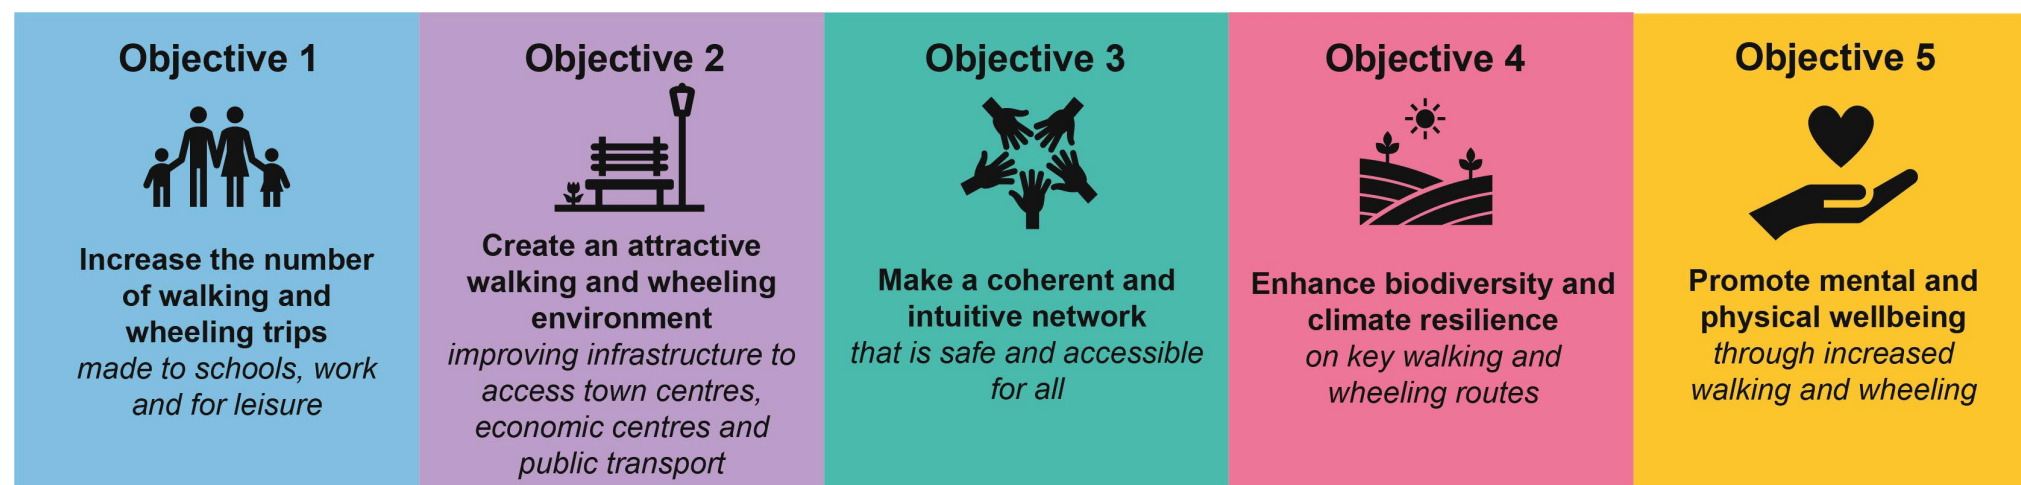 Objective 1
Increase the number
of walking and
wheeling trips
made to schools, work
and for leisure
Objective 2
Create an attractive
walking and wheeling
environment
improving infrastructure to
access town centres,
economic centres and
public transport
Objective 3
Make a coherent and
intuitive network
that is safe and accessible
for all
Objective 4
Enhance biodiversity and
climate resilience
on key walking and
wheeling routes
Objective 5
Promote mental and
physical wellbeing
through increased
walking and wheeling